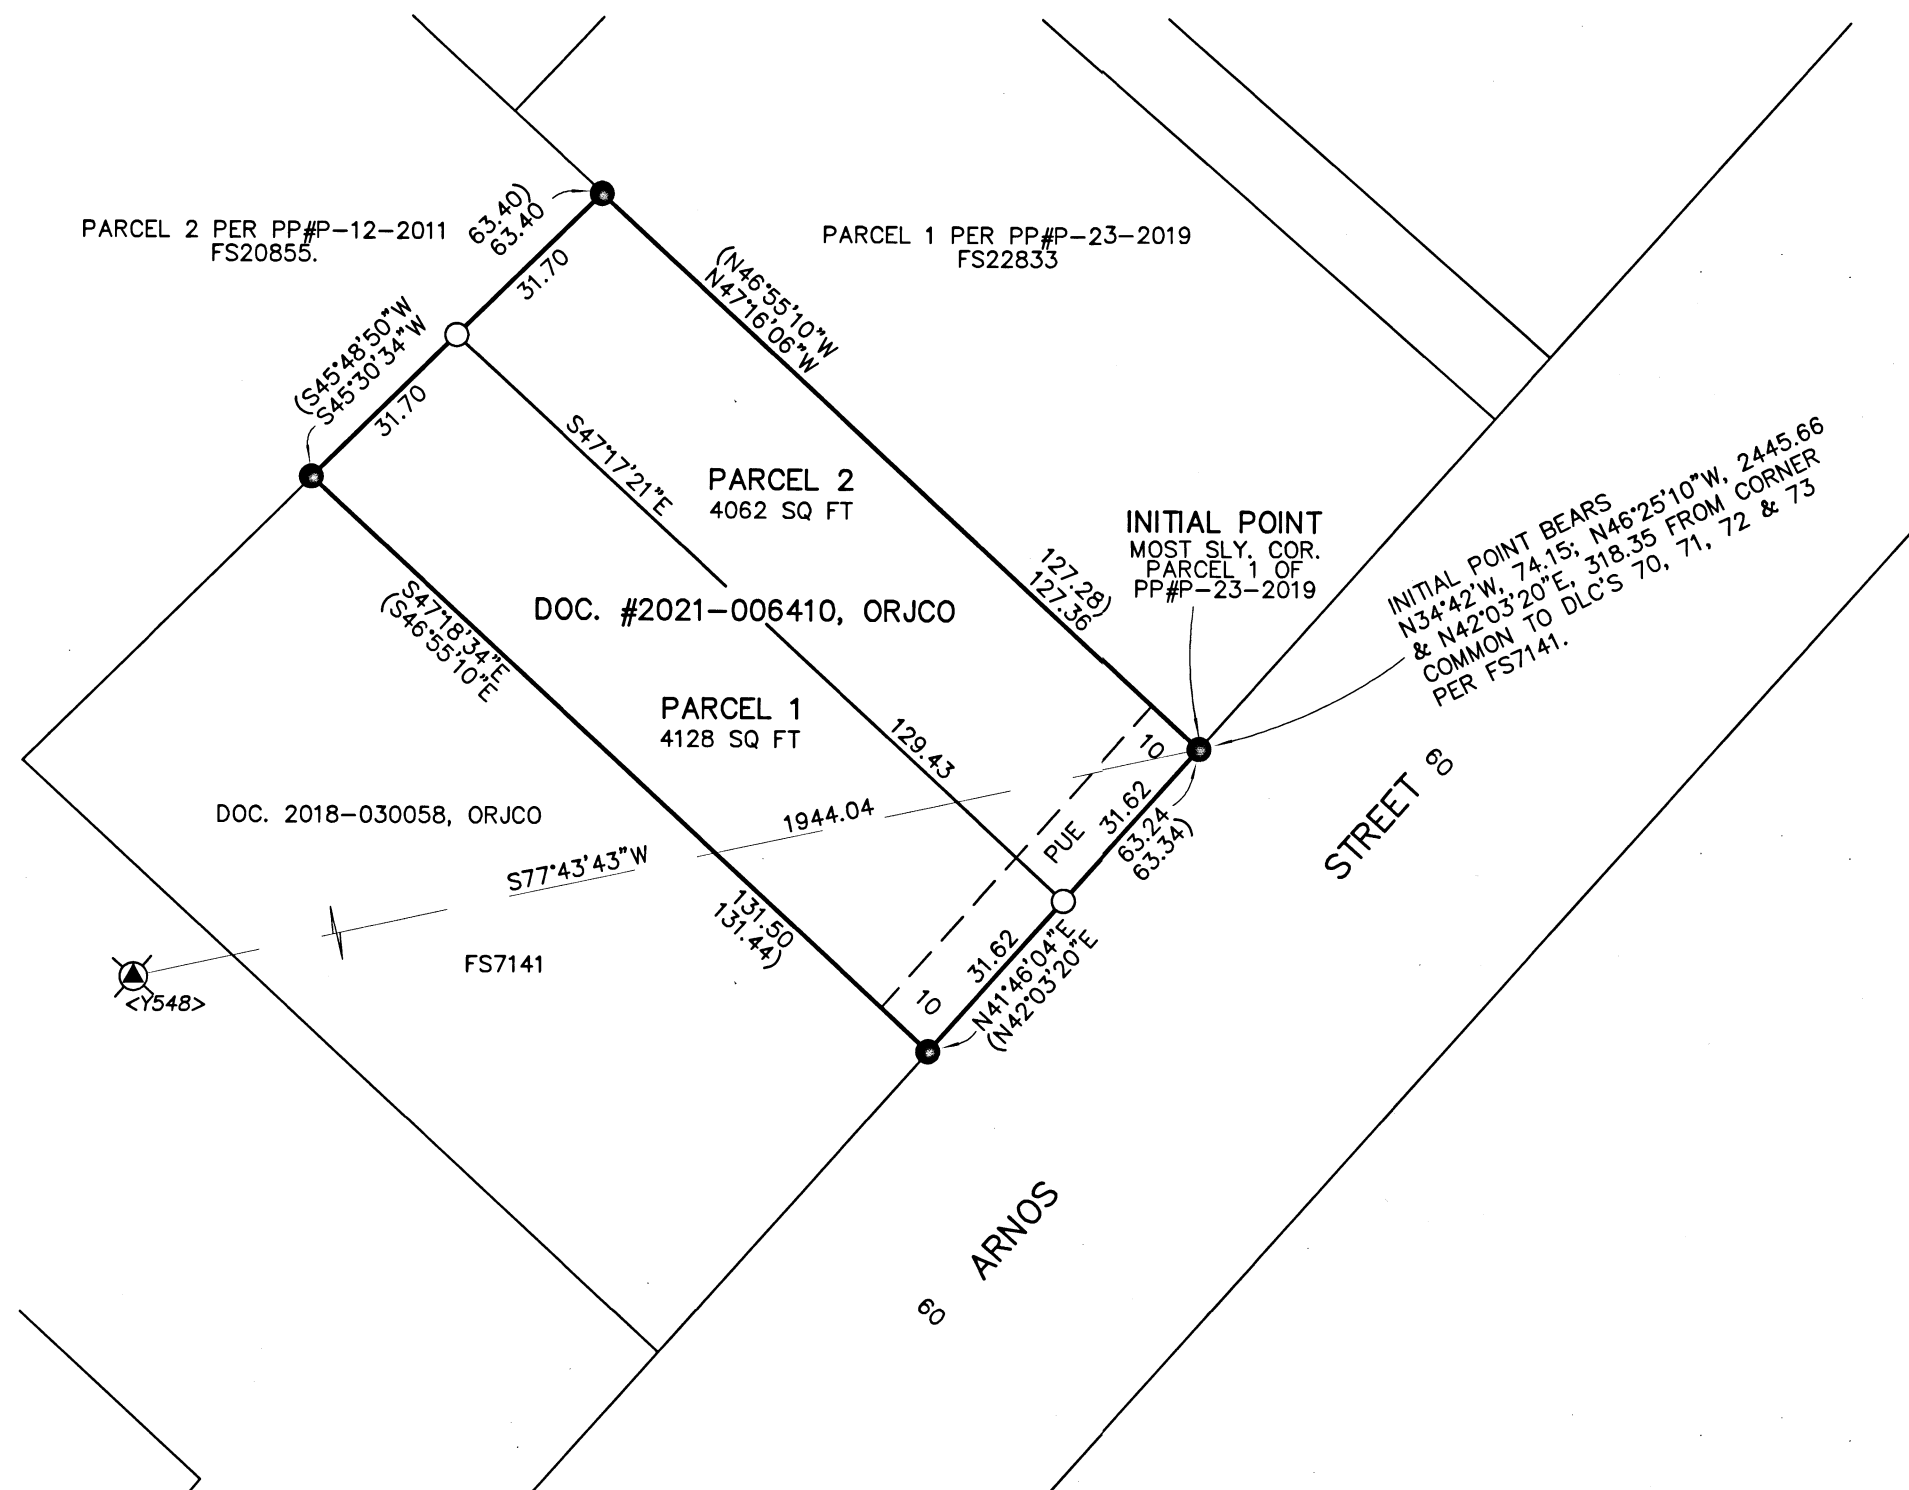 PARCEL 2 PER PP#P-12-2011
FS20855.
63.40)
63.40
31.70
PARCEL 1 PER PP#P-23-2019
FS22833
(N46°55'10"W
N47°16'06"W
(S45°48'50"W
S45°30'34"W
31.70
S47°17'21"E
PARCEL 2
4062 SQ FT
INITIAL POINT
MOST SLY. COR.
PARCEL 1 OF
PP#P-23-2019
INITIAL POINT BEARS
N34°42'W, 74.15; N46°25'10"W, 2445.66
& N42°03'20"E, 318.35 FROM CORNER
COMMON TO DLC'S 70, 71, 72 & 73
PER FS7141.
127.28)
127.36
DOC. #2021-006410, ORJCO
S47°18'34"E
(S46°55'10"E
PARCEL 1
4128 SQ FT
129.43
10
31.62
63.24
63.34)
PUE
STREET
60
DOC. 2018-030058, ORJCO
1944.04
S77°43'43"W
131.50
131.44)
FS7141
<Y548>
31.62
10
N41°46'04"E
(N42°03'20"E
ARNOS
60